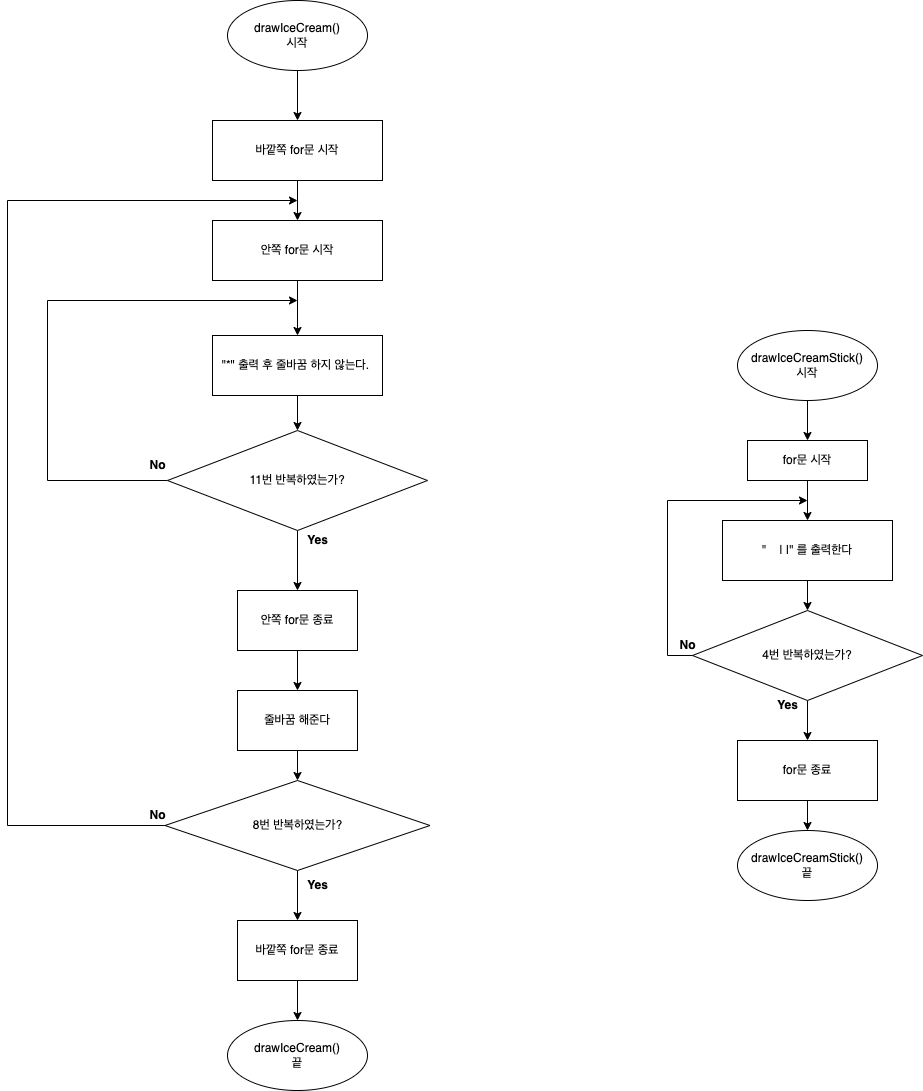 drawIceCream()
시작
바깥쪽 for문 시작
안쪽 for문 시작
"*" 출력 후 줄바꿈 하지 않는다.
No
11번 반복하였는가?
Yes
안쪽 for문 종료
줄바꿈 해준다
No
8번 반복하였는가?
Yes
바깥쪽 for문 종료
drawIceCream()
끝
drawIceCreamStick()
시작
for문 시작
"    | |" 를 출력한다
No
4번 반복하였는가?
Yes
for문 종료
drawIceCreamStick()
끝